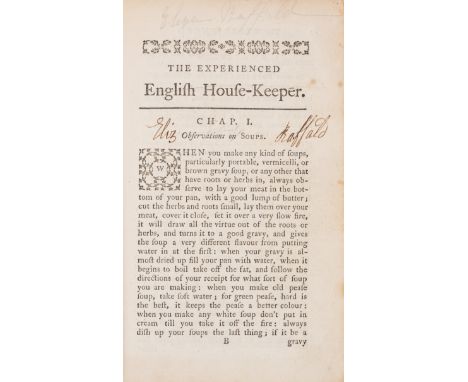 Eliza Raffald
THE EXPERIENCED
Engliſh Houſe-Keeper.
CHAP. I.
Eliz Raffald
Obſervations on SOUPS.
WHEN you make any kind of ſoups,
particularly portable, vermicelli, or
brown gravy ſoup, or any other that
have roots or herbs in, always ob-
ſerve to lay your meat in the bot-
tom of your pan, with a good lump of butter;
cut the herbs and roots ſmall, lay them over your
meat, cover it cloſe, ſet it over a very ſlow fire,
it will draw all the virtue out of the roots or
herbs, and turns it to a good gravy, and gives
the ſoup a very different flavour from putting
water in at the firſt: when your gravy is al-
moſt dried up fill your pan with water, when it
begins to boil take off the fat, and follow the
directions of your receipt for what ſort of ſoup
you are making: when you make old peaſe
ſoup, take ſoft water; for green peaſe, hard is
the beſt, it keeps the peaſe a better colour:
when you make any white ſoup don't put in
cream till you take it off the fire: always
diſh up your ſoups the laſt thing; if it be a
B gravy